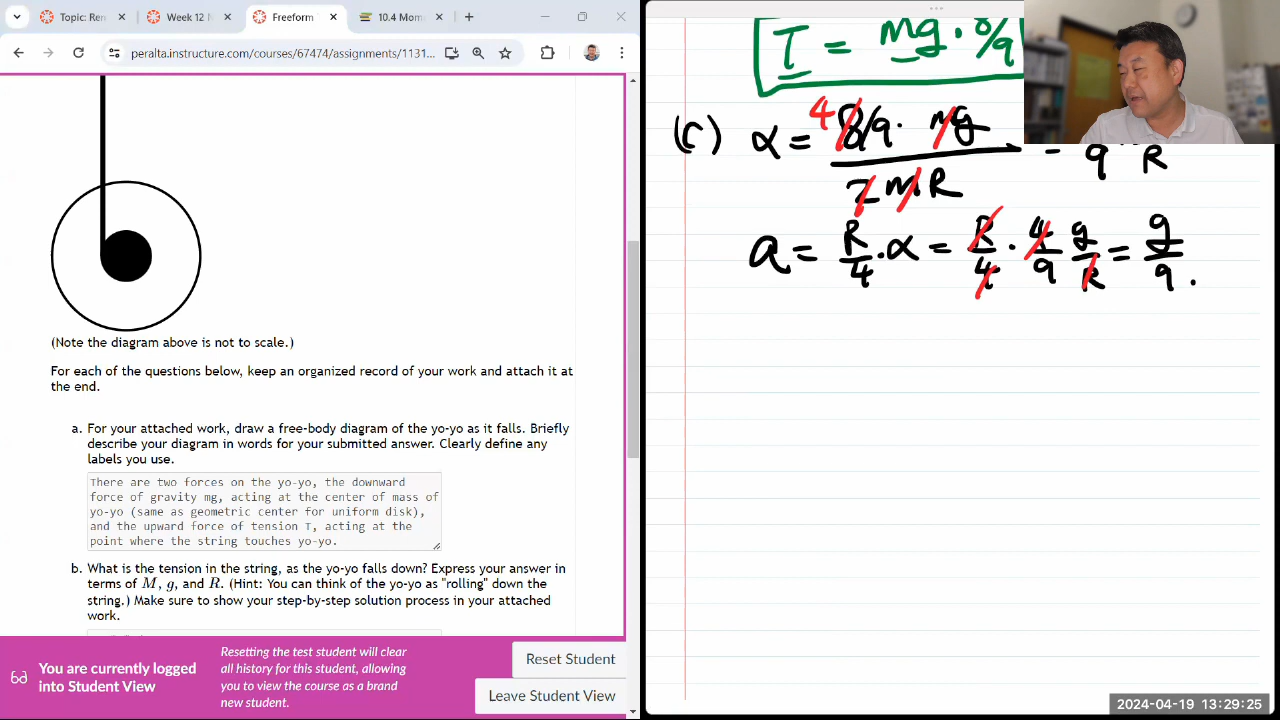 Topic: Ren
Week 12
Freeform
10.4 Mom
peralta.instructure.com/courses/67474/assignments/1131...
(Note the diagram above is not to scale.)
For each of the questions below, keep an organized record of your work and attach it at
the end.
a. For your attached work, draw a free-body diagram of the yo-yo as it falls. Briefly
describe your diagram in words for your submitted answer. Clearly define any
labels you use.
There are two forces on the yo-yo, the downward
force of gravity mg, acting at the center of mass of
yo-yo (same as geometric center for uniform disk),
and the upward force of tension T, acting at the
point where the string touches yo-yo.
b. What is the tension in the string, as the yo-yo falls down? Express your answer in
terms of M, g, and R. (Hint: You can think of the yo-yo as "rolling" down the
string.) Make sure to show your step-by-step solution process in your attached
work.
You are currently logged
into Student View
Resetting the test student will clear
all history for this student, allowing
you to view the course as a brand
new student.
Reset Student
Leave Student View
T = mg · 8/9
(c) α = 4 8/9 · mg / 2 m R =
9 R
a = R/4 · α = R/4 · 4/9 g/R = g/9 .
2024-04-19 13:29:25